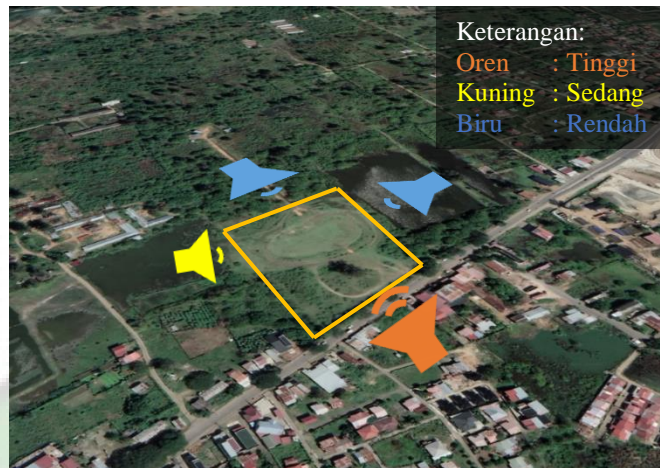 Keterangan:
Oren : Tinggi
Kuning : Sedang
Biru : Rendah